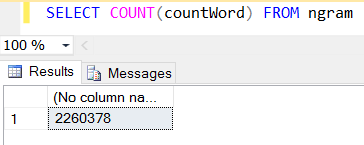 SELECT COUNT(countWord) FROM ngram
100 %
Results Messages
(No column na...
1 2260378